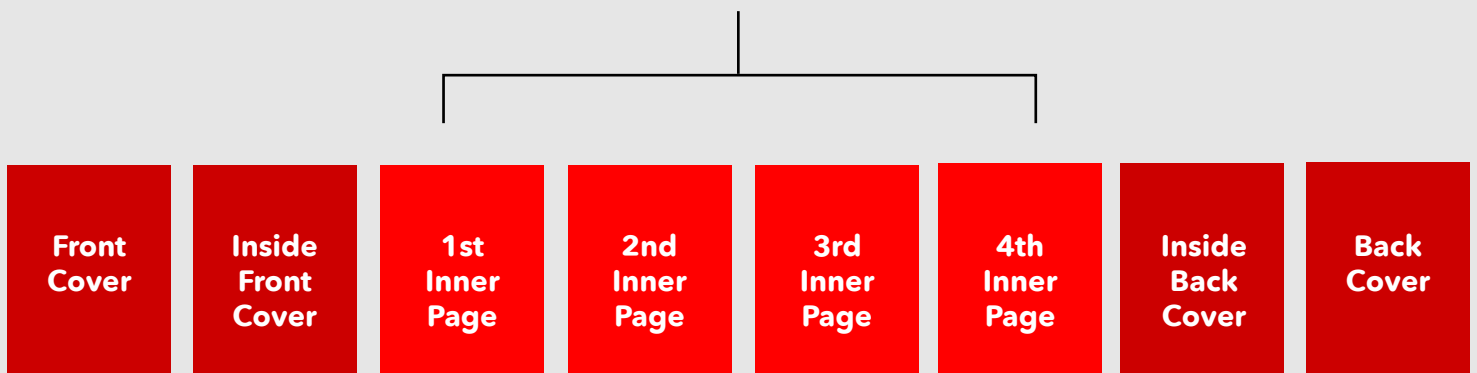 Front
Cover
Inside
Front
Cover
1st
Inner
Page
2nd
Inner
Page
3rd
Inner
Page
4th
Inner
Page
Inside
Back
Cover
Back
Cover